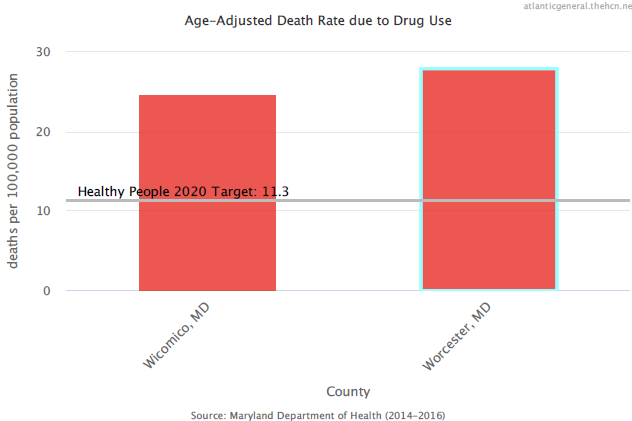 atlanticgeneral.thehcn.ne
Age-Adjusted Death Rate due to Drug Use
deaths per 100,000 population
30
20
10
0
Healthy People 2020 Target: 11.3
Wicomico, MD
Worcester, MD
County
Source: Maryland Department of Health (2014-2016)